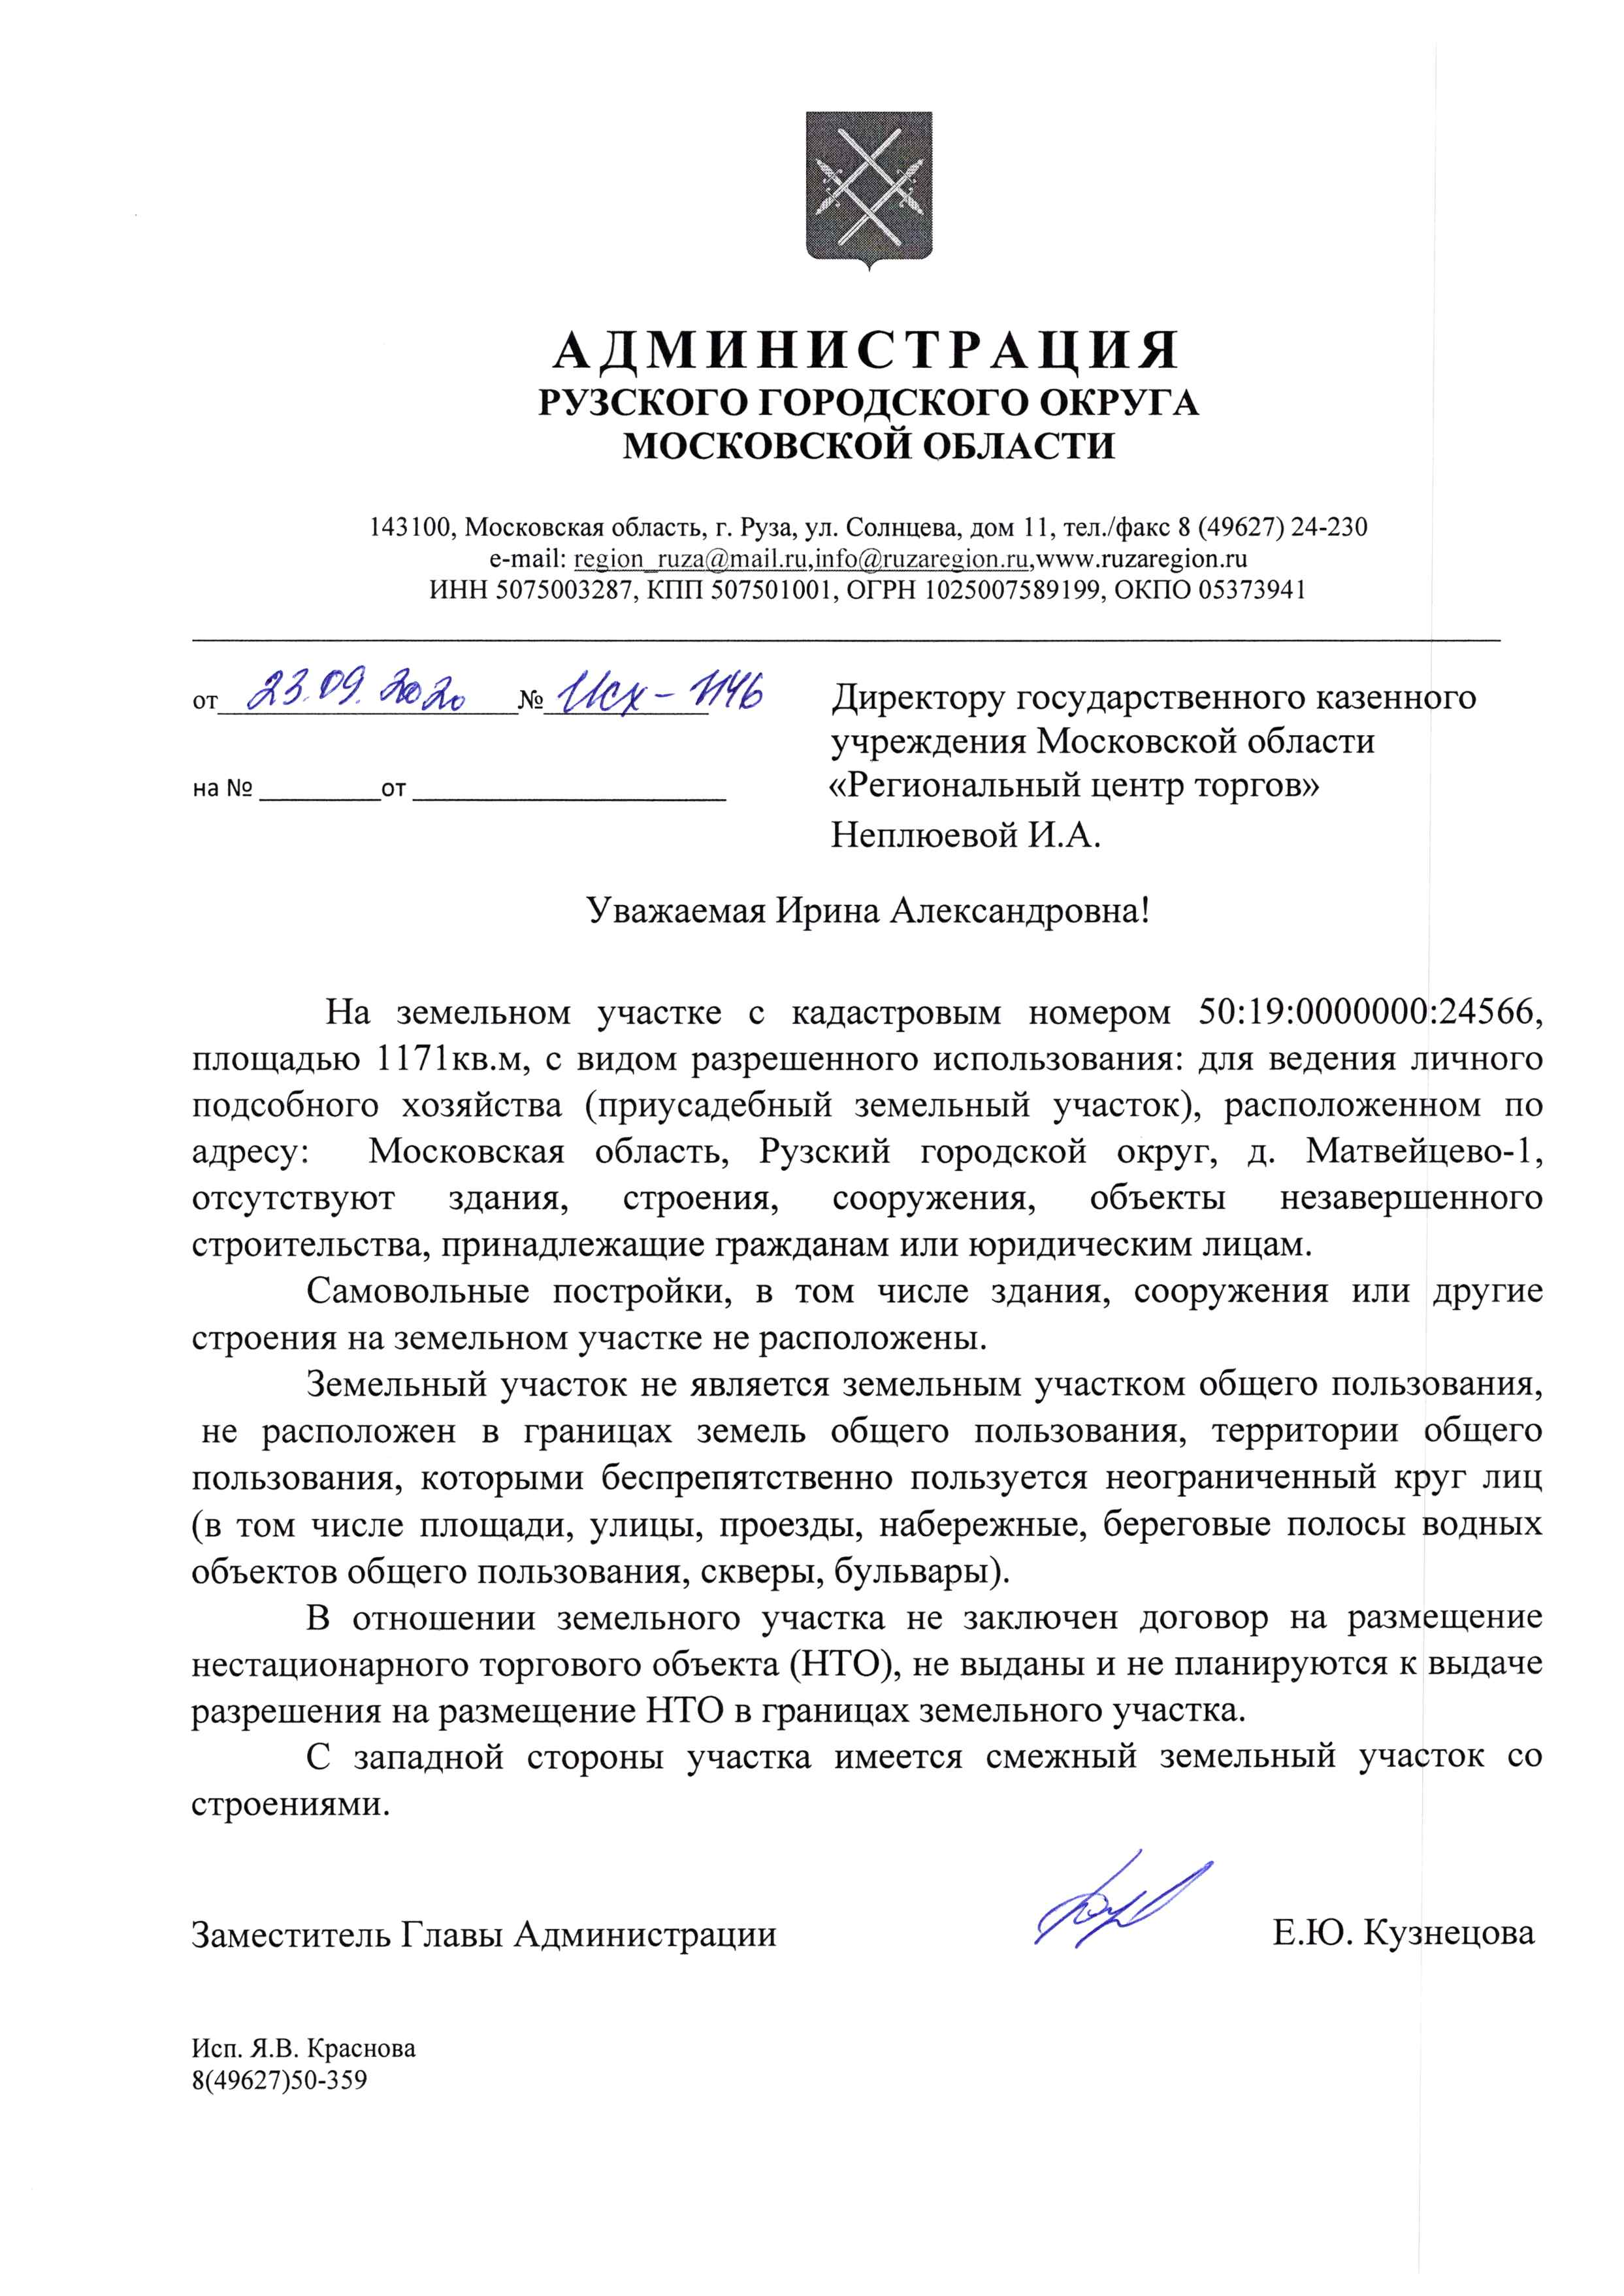 АДМИНИСТРАЦИЯ
РУЗСКОГО ГОРОДСКОГО ОКРУГА
МОСКОВСКОЙ ОБЛАСТИ
143100, Московская область, г. Руза, ул. Солнцева, дом 11, тел./факс 8 (49627) 24-230
e-mail: region_ruza@mail.ru,info@ruzaregion.ru,www.ruzaregion.ru
ИНН 5075003287, КПП 507501001, ОГРН 1025007589199, ОКПО 05373941
от 23.09.2020 № Исх-1146
на № от
Директору государственного казенного
учреждения Московской области
«Региональный центр торгов»
Неплюевой И.А.
Уважаемая Ирина Александровна!
На земельном участке с кадастровым номером 50:19:0000000:24566,
площадью 1171кв.м, с видом разрешенного использования: для ведения личного
подсобного хозяйства (приусадебный земельный участок), расположенном по
адресу: Московская область, Рузский городской округ, д. Матвейцево-1,
отсутствуют здания, строения, сооружения, объекты незавершенного
строительства, принадлежащие гражданам или юридическим лицам.
Самовольные постройки, в том числе здания, сооружения или другие
строения на земельном участке не расположены.
Земельный участок не является земельным участком общего пользования,
не расположен в границах земель общего пользования, территории общего
пользования, которыми беспрепятственно пользуется неограниченный круг лиц
(в том числе площади, улицы, проезды, набережные, береговые полосы водных
объектов общего пользования, скверы, бульвары).
В отношении земельного участка не заключен договор на размещение
нестационарного торгового объекта (НТО), не выданы и не планируются к выдаче
разрешения на размещение НТО в границах земельного участка.
С западной стороны участка имеется смежный земельный участок со
строениями.
Заместитель Главы Администрации
Е.Ю. Кузнецова
Исп. Я.В. Краснова
8(49627)50-359